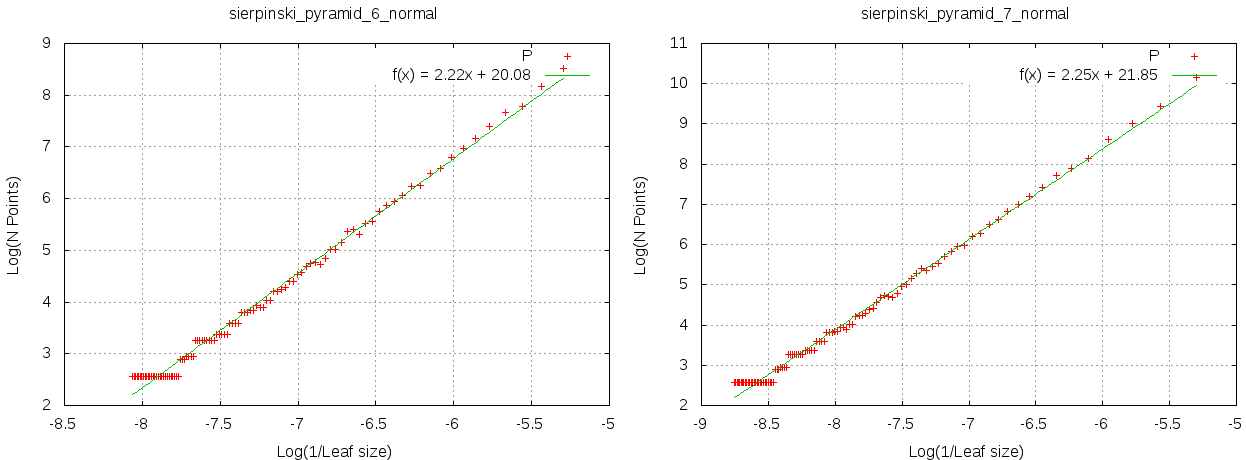 sierpinski_pyramid_6_normal
9
8
7
6
5
4
3
2
-8.5 -8 -7.5 -7 -6.5 -6 -5.5 -5
Log(N Points)
Log(1/Leaf size)
P
f(x) = 2.22x + 20.08
sierpinski_pyramid_7_normal
11
10
9
8
7
6
5
4
3
2
-9 -8.5 -8 -7.5 -7 -6.5 -6 -5.5 -5
Log(N Points)
Log(1/Leaf size)
P
f(x) = 2.25x + 21.85